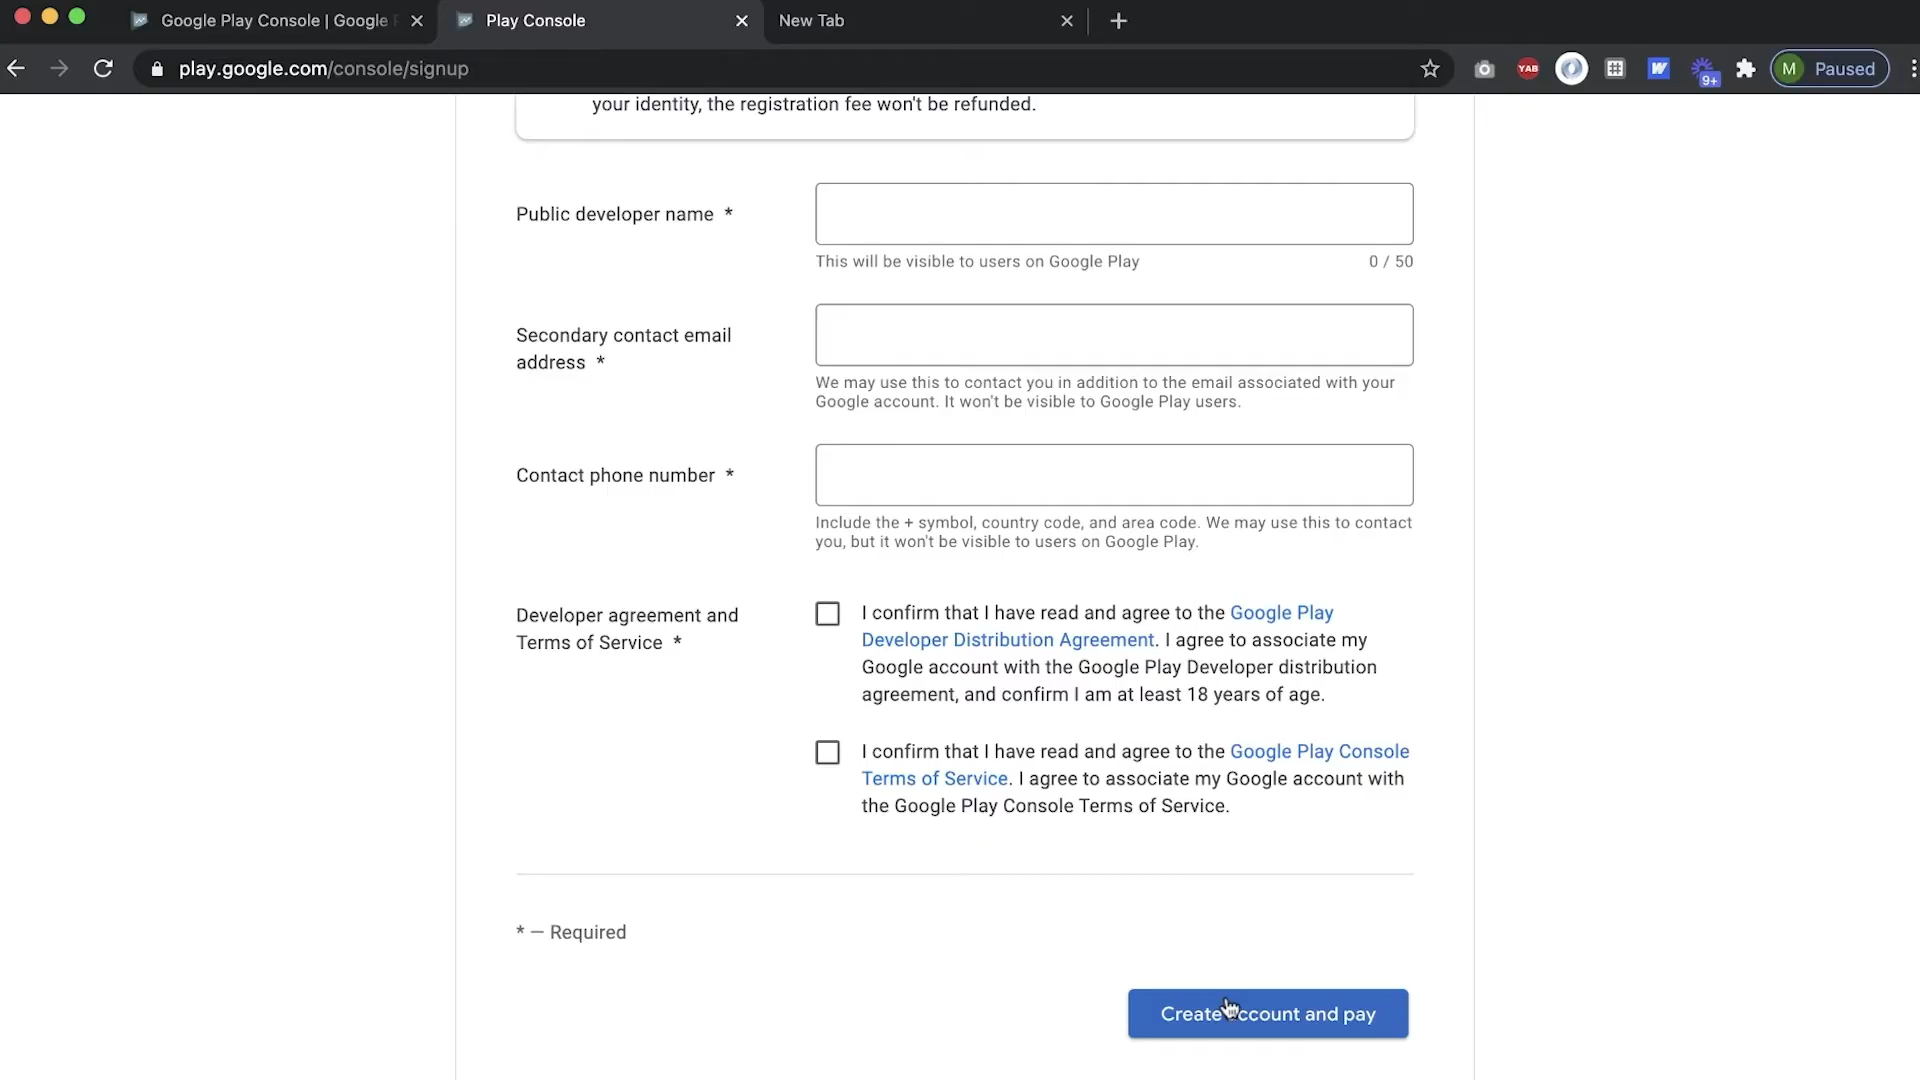 Google Play Console | Google
Play Console
New Tab
play.google.com/console/signup
YAB
W
9+
M
Paused
your identity, the registration fee won't be refunded.
Public developer name *
This will be visible to users on Google Play
0 / 50
Secondary contact email
address *
We may use this to contact you in addition to the email associated with your
Google account. It won't be visible to Google Play users.
Contact phone number *
Include the + symbol, country code, and area code. We may use this to contact
you, but it won't be visible to users on Google Play.
Developer agreement and
Terms of Service *
I confirm that I have read and agree to the Google Play
Developer Distribution Agreement. I agree to associate my
Google account with the Google Play Developer distribution
agreement, and confirm I am at least 18 years of age.
I confirm that I have read and agree to the Google Play Console
Terms of Service. I agree to associate my Google account with
the Google Play Console Terms of Service.
* — Required
Create account and pay